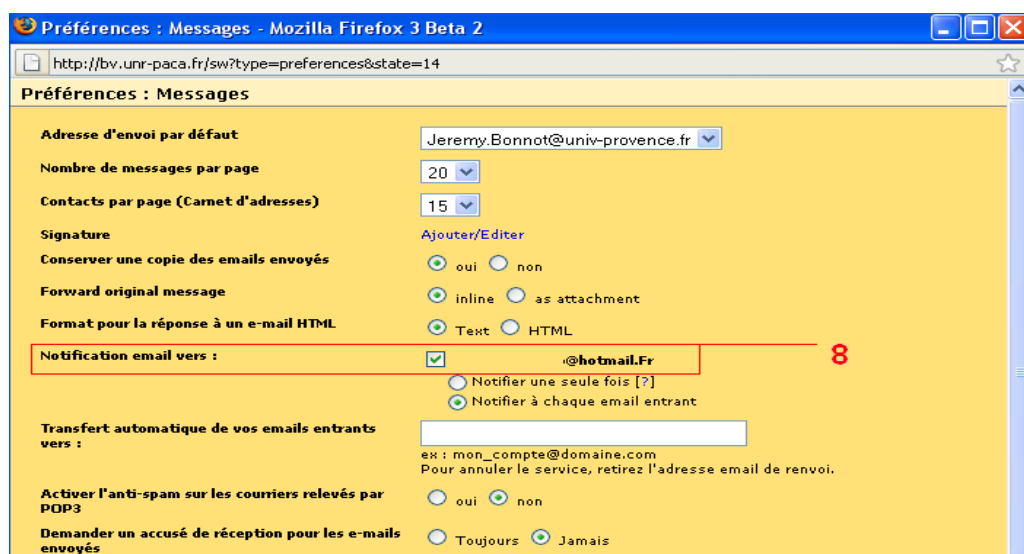 Préférences : Messages - Mozilla Firefox 3 Beta 2
http://bv.unr-paca.fr/sw?type=preferences&state=14
Préférences : Messages
Adresse d'envoi par défaut Jeremy.Bonnot@univ-provence.fr
Nombre de messages par page 20
Contacts par page (Carnet d'adresses) 15
Signature Ajouter/Editer
Conserver une copie des emails envoyés oui non
Forward original message inline as attachment
Format pour la réponse à un e-mail HTML Text HTML
Notification email vers : @hotmail.Fr 8
Notifier une seule fois [?]
Notifier à chaque email entrant
Transfert automatique de vos emails entrants
vers :
ex : mon_compte@domaine.com
Pour annuler le service, retirez l'adresse email de renvoi.
Activer l'anti-spam sur les courriers relevés par
POP3 oui non
Demander un accusé de réception pour les e-mails
envoyés Toujours Jamais